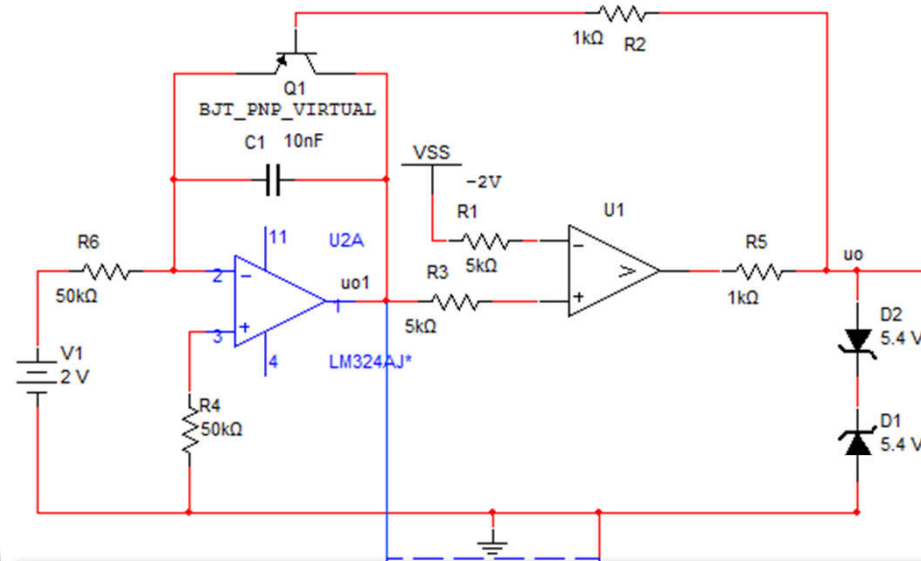 1kΩ
R2
Q1
BJT_PNP_VIRTUAL
C1 10nF
VSS
-2V
R1
5kΩ
U1
R6
50kΩ
11
U2A
2
3
uo1
1
4
LM324AJ*
R3
5kΩ
R5
1kΩ
uo
V1
2 V
R4
50kΩ
D2
5.4 V
D1
5.4 V